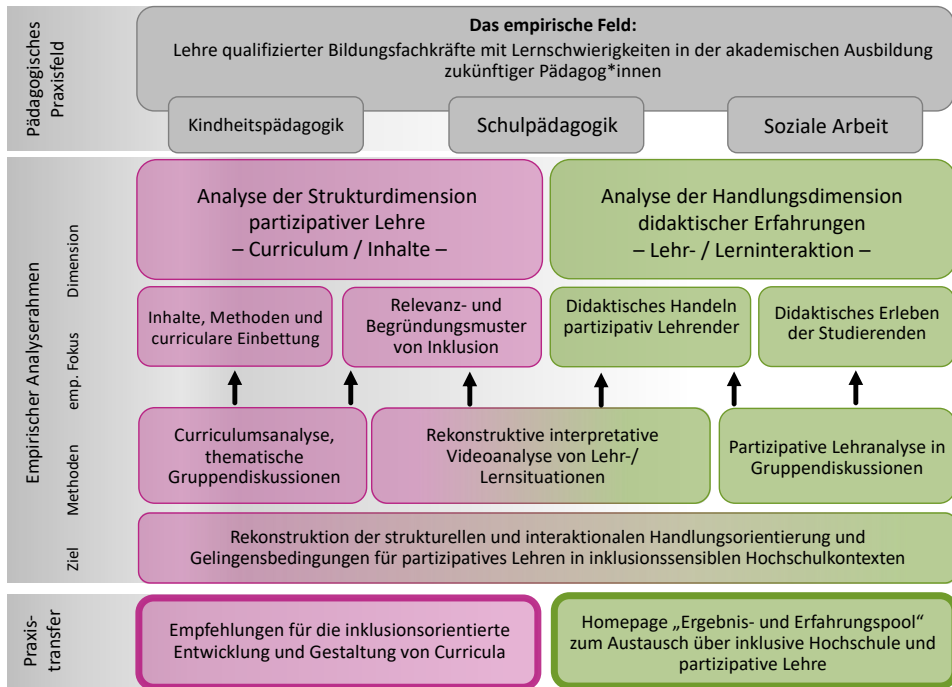 Pädagogisches
Praxisfeld
Das empirische Feld:
Lehre qualifizierter Bildungsfachkräfte mit Lernschwierigkeiten in der akademischen Ausbildung
zukünftiger Pädagog*innen
Kindheitspädagogik
Schulpädagogik
Soziale Arbeit
Empirischer Analyserahmen
Dimension
Analyse der Strukturdimension
partizipativer Lehre
– Curriculum / Inhalte –
Analyse der Handlungsdimension
didaktischer Erfahrungen
– Lehr- / Lerninteraktion –
emp. Fokus
Inhalte, Methoden und
curriculare Einbettung
Relevanz- und
Begründungsmuster
von Inklusion
Didaktisches Handeln
partizipativ Lehrender
Didaktisches Erleben
der Studierenden
Methoden
Curriculumsanalyse,
thematische
Gruppendiskussionen
Rekonstruktive interpretative
Videoanalyse von Lehr-/
Lernsituationen
Partizipative Lehranalyse in
Gruppendiskussionen
Ziel
Rekonstruktion der strukturellen und interaktionalen Handlungsorientierung und
Gelingensbedingungen für partizipatives Lehren in inklusionssensiblen Hochschulkontexten
Praxis-
transfer
Empfehlungen für die inklusionsorientierte
Entwicklung und Gestaltung von Curricula
Homepage „Ergebnis- und Erfahrungspool“
zum Austausch über inklusive Hochschule und
partizipative Lehre